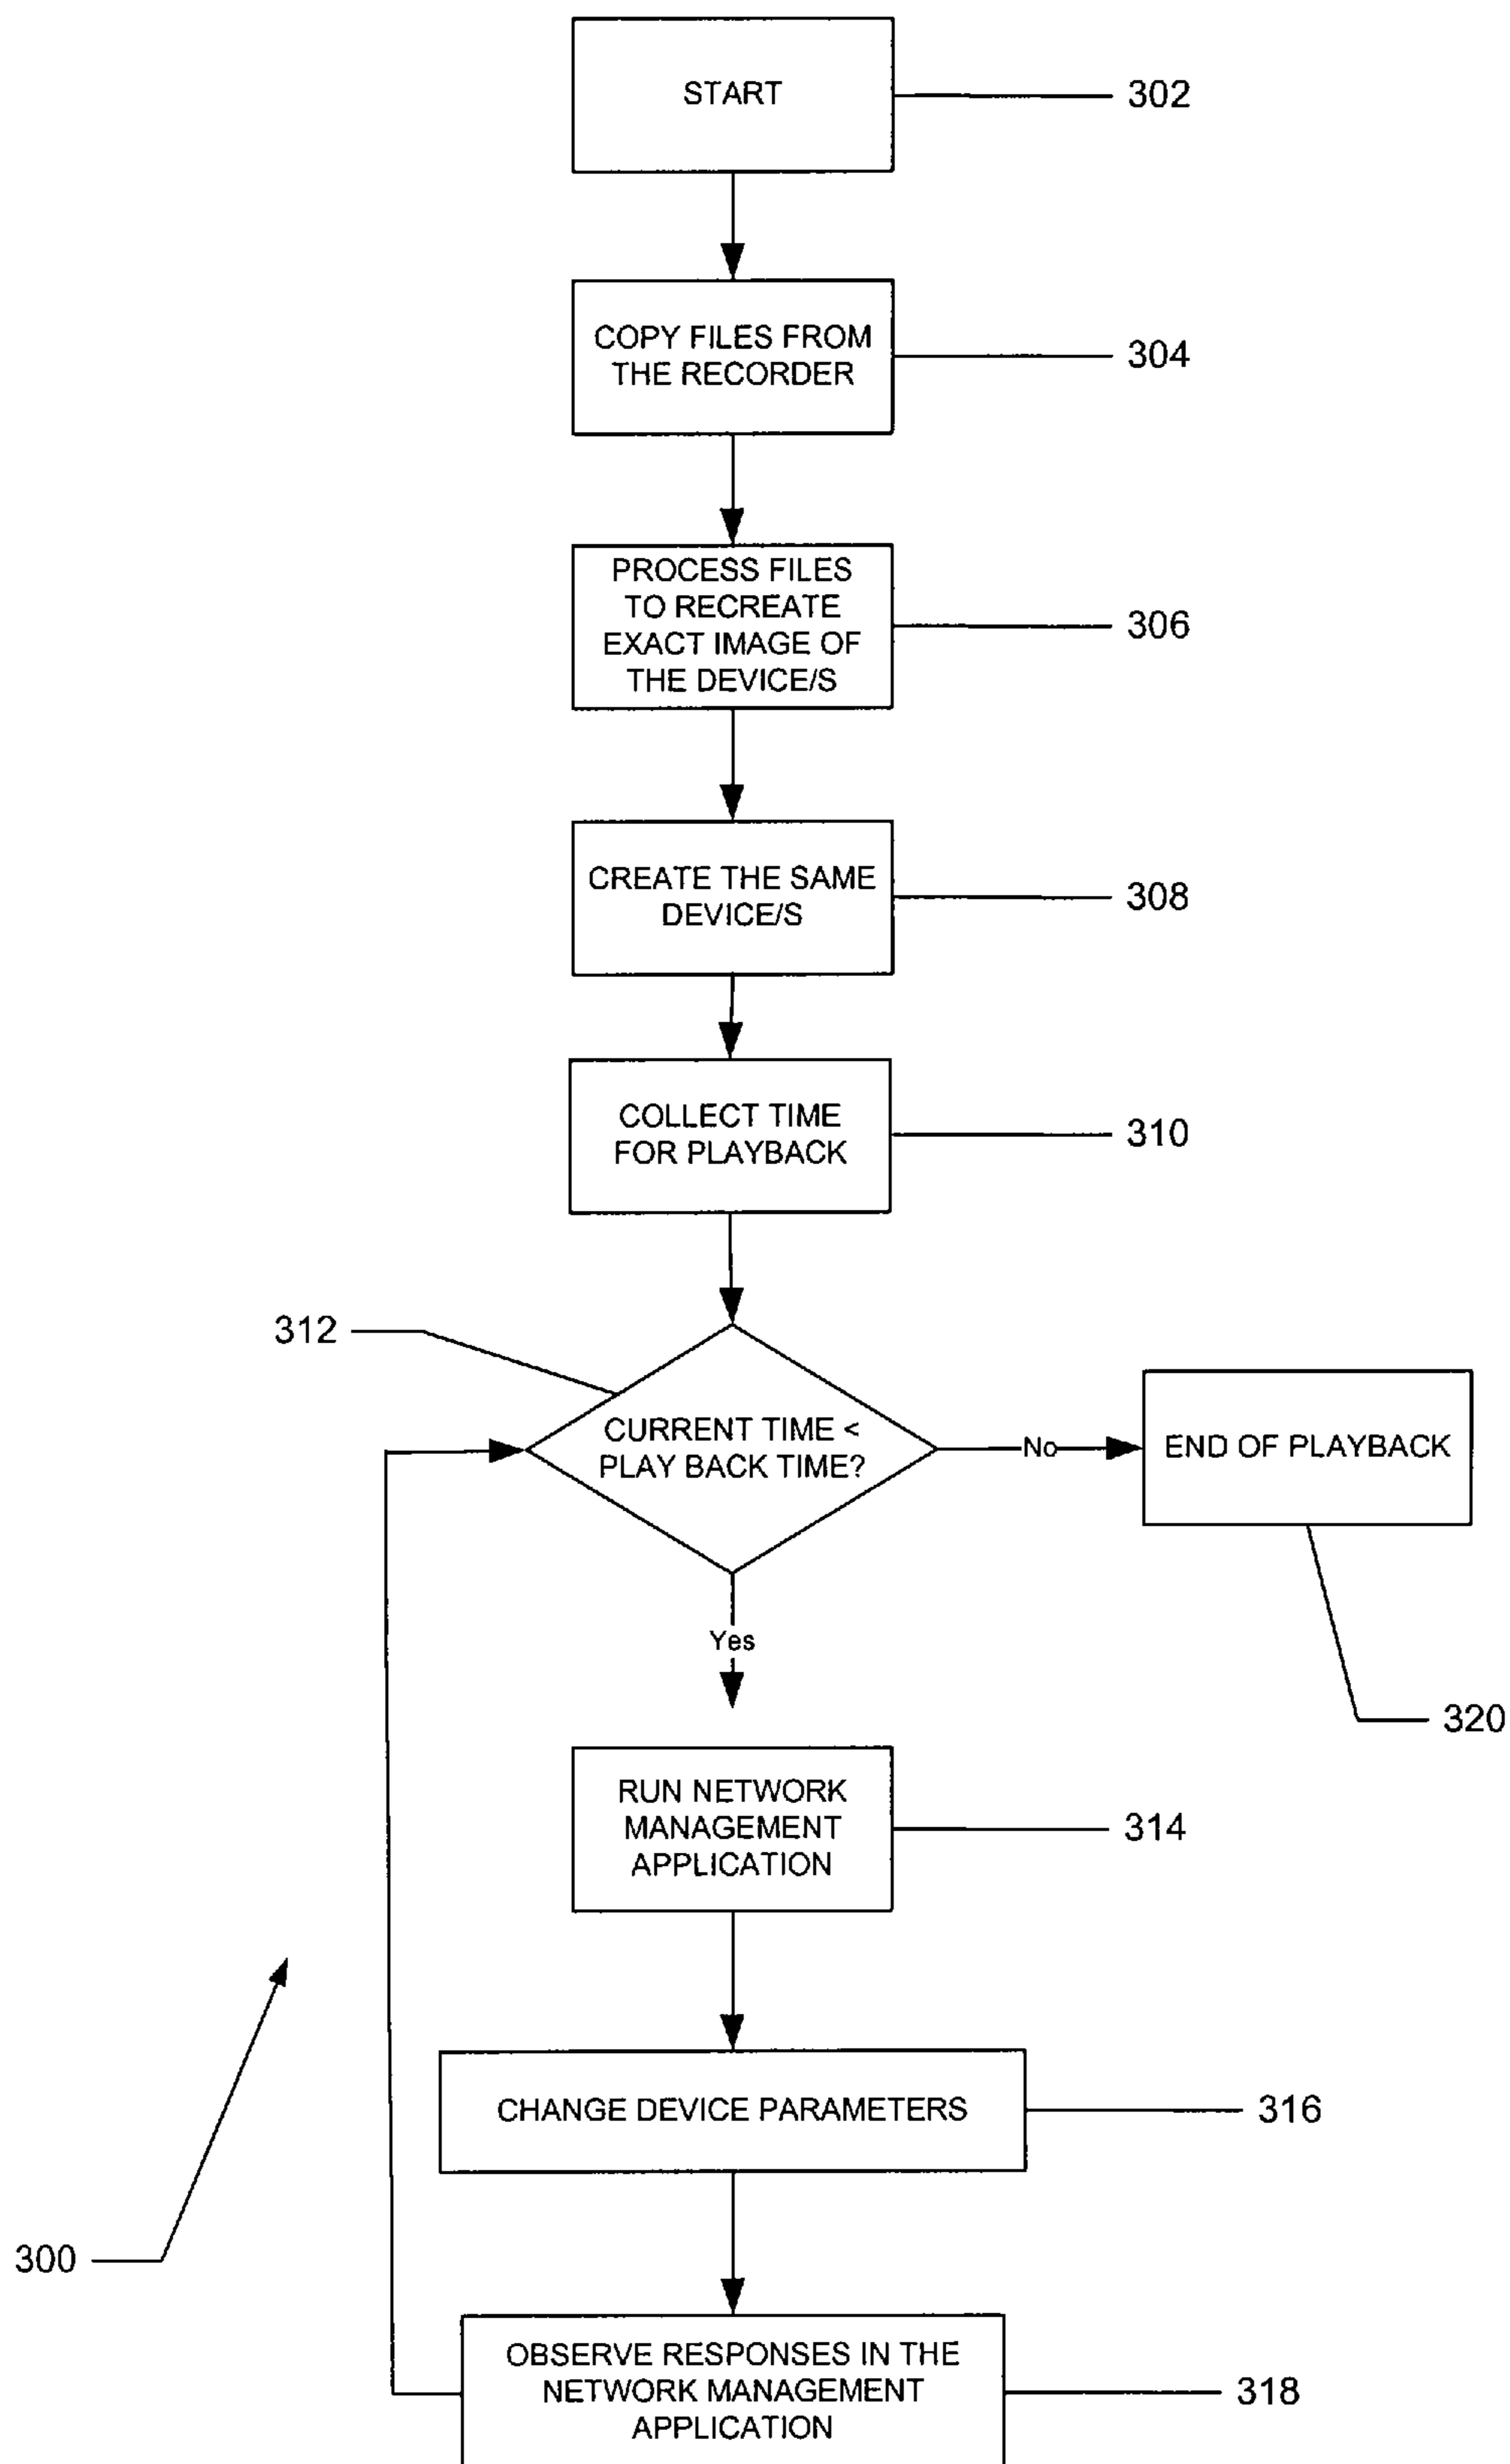 START
302
COPY FILES FROM
THE RECORDER
304
PROCESS FILES
TO RECREATE
EXACT IMAGE OF
THE DEVICE/S
306
CREATE THE SAME
DEVICE/S
308
COLLECT TIME
FOR PLAYBACK
310
312
CURRENT TIME <
PLAY BACK TIME?
No
END OF PLAYBACK
Yes
320
RUN NETWORK
MANAGEMENT
APPLICATION
314
CHANGE DEVICE PARAMETERS
316
300
OBSERVE RESPONSES IN THE
NETWORK MANAGEMENT
APPLICATION
318